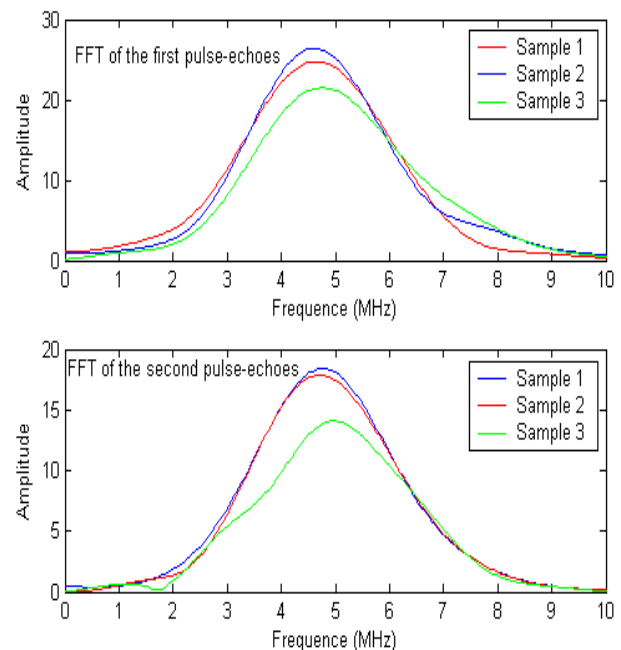 30
FFT of the first pulse-echoes
Sample 1
Sample 2
Sample 3
20
10
0
Amplitude
0 1 2 3 4 5 6 7 8 9 10
Frequence (MHz)
20
FFT of the second pulse-echoes
Sample 1
Sample 2
Sample 3
15
10
5
0
Amplitude
0 1 2 3 4 5 6 7 8 9 10
Frequence (MHz)